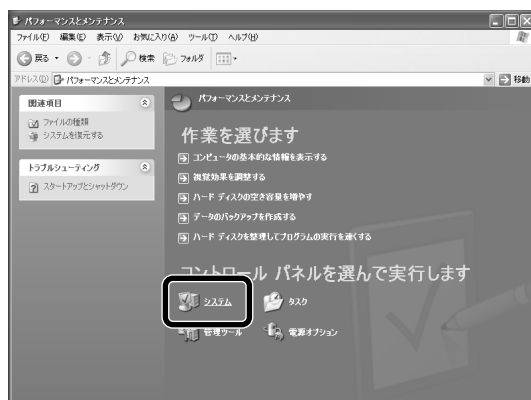 パフォーマンスとメンテナンス
ファイル(F) 編集(E) 表示(V) お気に入り(A) ツール(T) ヘルプ(H)
戻る 検索 フォルダ
アドレス(D) パフォーマンスとメンテナンス 移動
関連項目
ファイルの種類
システムを復元する
トラブルシューティング
スタートアップとシャットダウン
パフォーマンスとメンテナンス
作業を選びます
コンピュータの基本的な情報を表示する
視覚効果を調整する
ハード ディスクの空き容量を増やす
データのバックアップを作成する
ハード ディスクを整理してプログラムの実行を速くする
コントロール パネルを選んで実行します
システム タスク
管理ツール 電源オプション